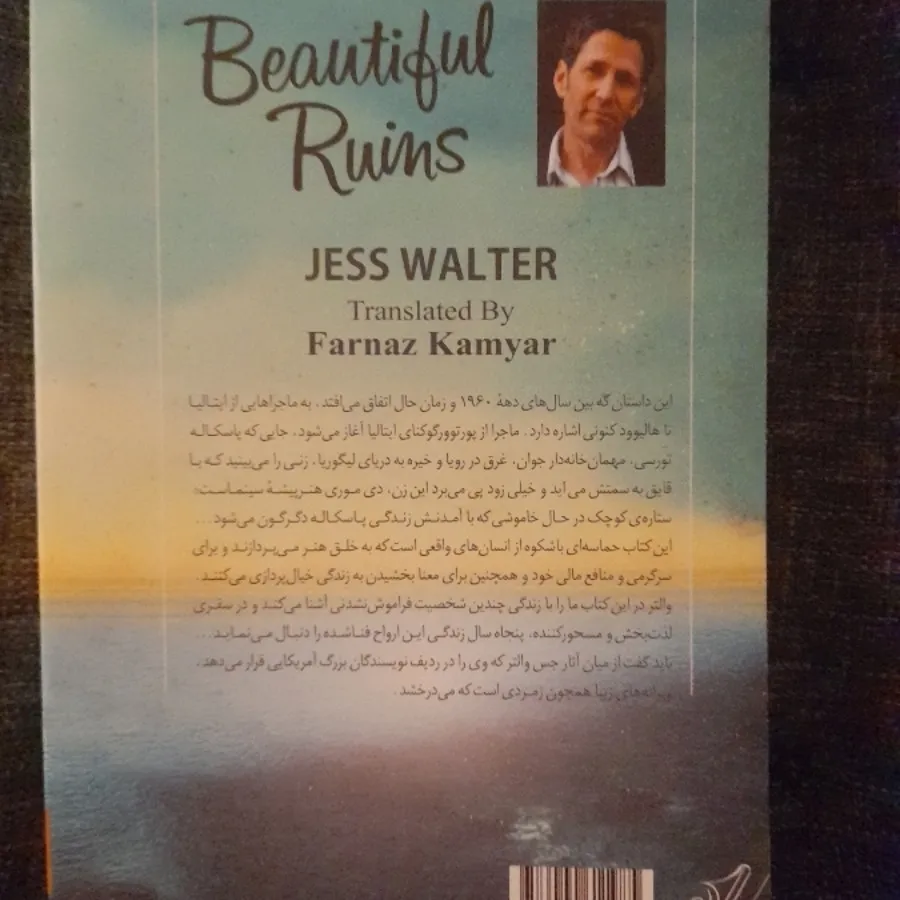 Beautiful
Ruins
JESS WALTER
Translated By
Farnaz Kamyar
این داستان که بین سال‌های دههٔ ۱۹۶۰ و زمان حال اتفاق می‌افتد، به ماجراهایی از ایتالیا
تا هالیوود کنونی اشاره دارد. ماجرا از پورتوورگوگنای ایتالیا آغاز می‌شود، جایی که پاسکاله
تورسی، مهمان‌خانه‌دار جوان، غرق در رویا و خیره به دریای لیگوریا، زنی را می‌بیند که با
قایق به سمتش می آید و خیلی زود پی می‌برد این زن، دی موری هنرپیشهٔ سینماست؛
ستاره‌ی کوچک در حال خاموشی که با آمدنش زندگی پاسکاله دگرگون می‌شود...
این کتاب حماسه‌ای باشکوه از انسان‌های واقعی است که به خلق هنر می‌پردازند و برای
سرگرمی و منافع مالی خود و همچنین برای معنا بخشیدن به زندگی خیال‌پردازی می‌کنند.
والتر در این کتاب ما را با زندگی چندین شخصیت فراموش‌نشدنی آشنا می‌کند و در سفری
لذت‌بخش و مسحورکننده، پنجاه سال زندگی این ارواح فناشده را دنبال می‌نماید...
باید گفت از میان آثار جس والتر که وی را در ردیف نویسندگان بزرگ آمریکایی قرار می‌دهد،
ویرانه‌های زیبا همچون زمردی است که می‌درخشد.